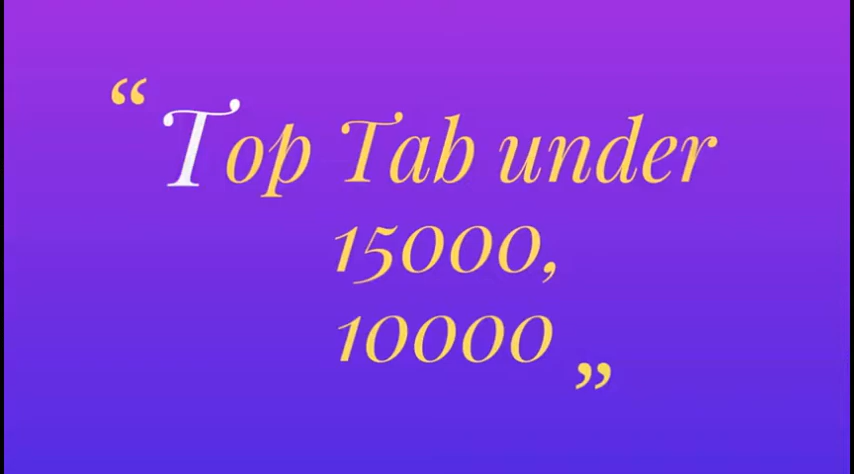 “Top Tab under
15000,
10000”